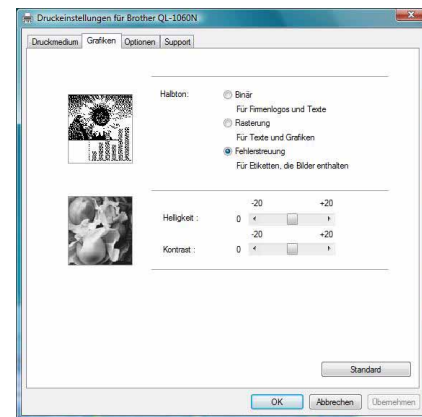 Druckeinstellungen für Brother QL-1060N
Druckmedium Grafiken Optionen Support
Halbton: Binär
Für Firmenlogos und Texte
Rasterung
Für Texte und Grafiken
Fehlerstreuung
Für Etiketten, die Bilder enthalten
-20 +20
Helligkeit : 0
-20 +20
Kontrast : 0
Standard
OK Abbrechen Übernehmen